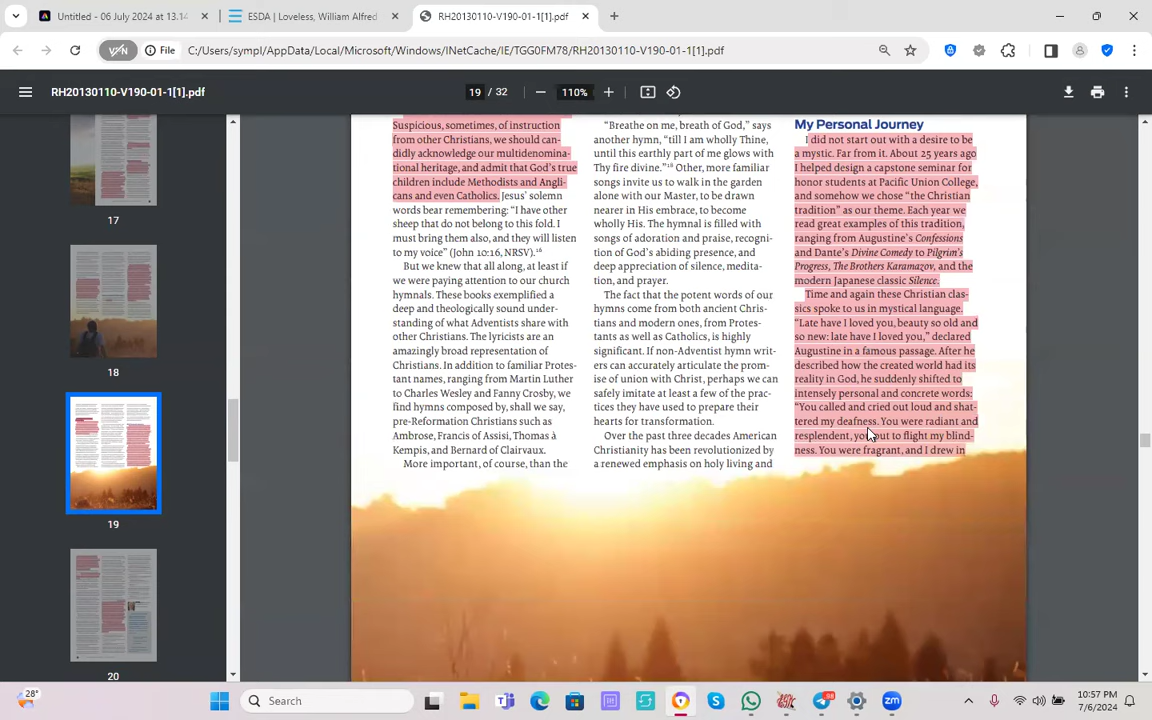 Untitled - 06 July 2024 at 13.14
ESDA | Loveless, William Alfred
RH20130110-V190-01-1[1].pdf
File
C:/Users/sympl/AppData/Local/Microsoft/Windows/INetCache/IE/TGG0FM78/RH20130110-V190-01-1[1].pdf
RH20130110-V190-01-1[1].pdf
19 / 32
110%
17
18
19
20
Suspicious, sometimes, of instruction
from other Christians, we should can-
didly acknowledge our multidenomina-
tional heritage, and admit that God's true
children include Methodists and Angli-
cans and even Catholics. Jesus' solemn
words bear remembering: “I have other
sheep that do not belong to this fold. I
must bring them also, and they will listen
to my voice” (John 10:16, NRSV).16
But we knew that all along, at least if
we were paying attention to our church
hymnals. These books exemplified a
deep and theologically sound under-
standing of what Adventists share with
other Christians. The lyricists are an
amazingly broad representation of
Christians. In addition to familiar Protes-
tant names, ranging from Martin Luther
to Charles Wesley and Fanny Crosby, we
find hymns composed by, shall we say,
pre-Reformation Christians such as
Ambrose, Francis of Assisi, Thomas à
Kempis, and Bernard of Clairvaux.
More important, of course, than the
“Breathe on me, breath of God,” says
another hymn, “till I am wholly Thine,
until this earthly part of me glows with
Thy fire divine.” Other, more familiar
songs invite us to walk in the garden
alone with our Master, to be drawn
nearer in His embrace, to become
wholly His. The hymnal is filled with
songs of adoration and praise, recogni-
tion of God's abiding presence, and
deep appreciation of silence, medita-
tion, and prayer.
The fact that the potent words of our
hymns come from both ancient Chris-
tians and modern ones, from Protes-
tants as well as Catholics, is highly
significant. If non-Adventist hymn writ-
ers can accurately articulate the prom-
ise of union with Christ, perhaps we can
safely imitate at least a few of the prac-
tices they have used to prepare their
hearts for transformation.
Over the past three decades American
Christianity has been revolutionized by
a renewed emphasis on holy living and
My Personal Journey
I did not start out with a desire to be
a mystic. Far from it. About 25 years ago
I helped design a capstone seminar for
honor students at Pacific Union College,
and somehow we chose “the Christian
tradition” as our theme. Each year we
read great examples of this tradition,
ranging from Augustine's Confessions
and Dante's Divine Comedy to Pilgrim's
Progress, The Brothers Karamazov, and the
modern Japanese classic Silence.
Time and again these Christian clas-
sics spoke to us in mystical language.
“Late have I loved you, beauty so old and
so new: late have I loved you,” declared
Augustine in a famous passage. After he
described how the created world had its
reality in God, he suddenly shifted to
intensely personal and concrete words:
“You called and cried out loud and shat-
tered my deafness. You were radiant and
resplendent, you put to flight my blind-
ness. You were fragrant, and I drew in
28°
Search
98
10:57 PM
7/6/2024